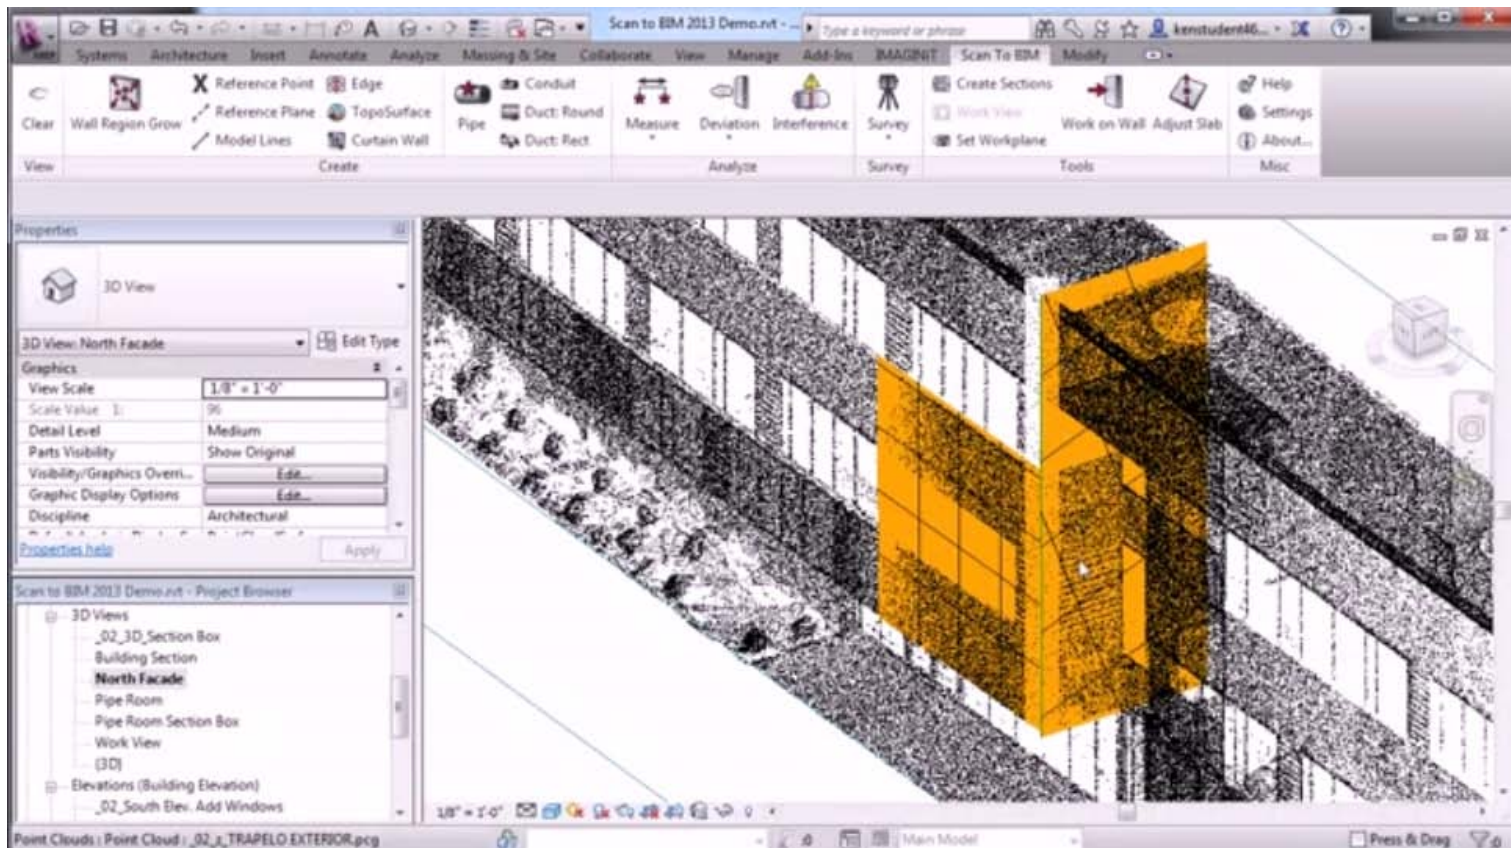 Scan to BIM 2013 Demo.rvt - ...
Type a keyword or phrase
kenstudent46...
Systems Architecture Insert Annotate Analyze Massing & Site Collaborate View Manage Add-Ins IMAGINiT Scan To BIM Modify
Clear
Wall Region Grow
Reference Point
Reference Plane
Model Lines
Edge
TopoSurface
Curtain Wall
Pipe
Conduit
Duct: Round
Duct: Rect
Measure
Deviation
Interference
Survey
Create Sections
Work View
Set Workplane
Work on Wall
Adjust Slab
Help
Settings
About...
View
Create
Analyze
Survey
Tools
Misc
Properties
3D View
3D View: North Facade
Edit Type
Graphics
View Scale 1/8" = 1'-0"
Scale Value 1: 96
Detail Level Medium
Parts Visibility Show Original
Visibility/Graphics Overri... Edit...
Graphic Display Options Edit...
Discipline Architectural
Properties help
Apply
Scan to BIM 2013 Demo.rvt - Project Browser
3D Views
_02_3D_Section Box
Building Section
North Facade
Pipe Room
Pipe Room Section Box
Work View
{3D}
Elevations (Building Elevation)
_02_South Elev. Add Windows
1/8" = 1'-0"
Point Clouds : Point Cloud : _02_z_TRAPELO EXTERIOR.pcg
:0
Main Model
Press & Drag
:0